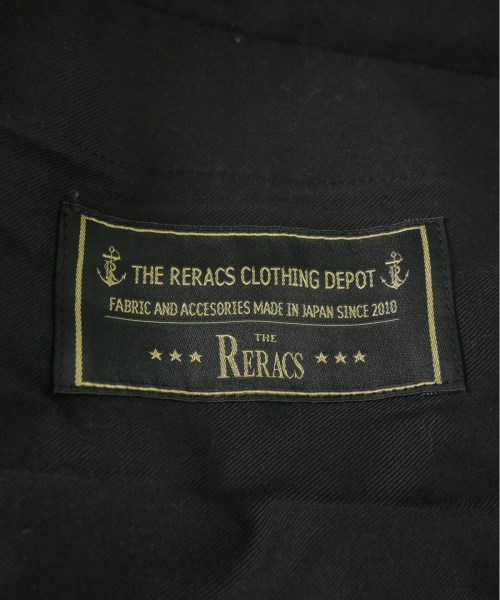 THE RERACS CLOTHING DEPOT
FABRIC AND ACCESORIES MADE IN JAPAN SINCE 2010
THE
★★★ RERACS ★★★